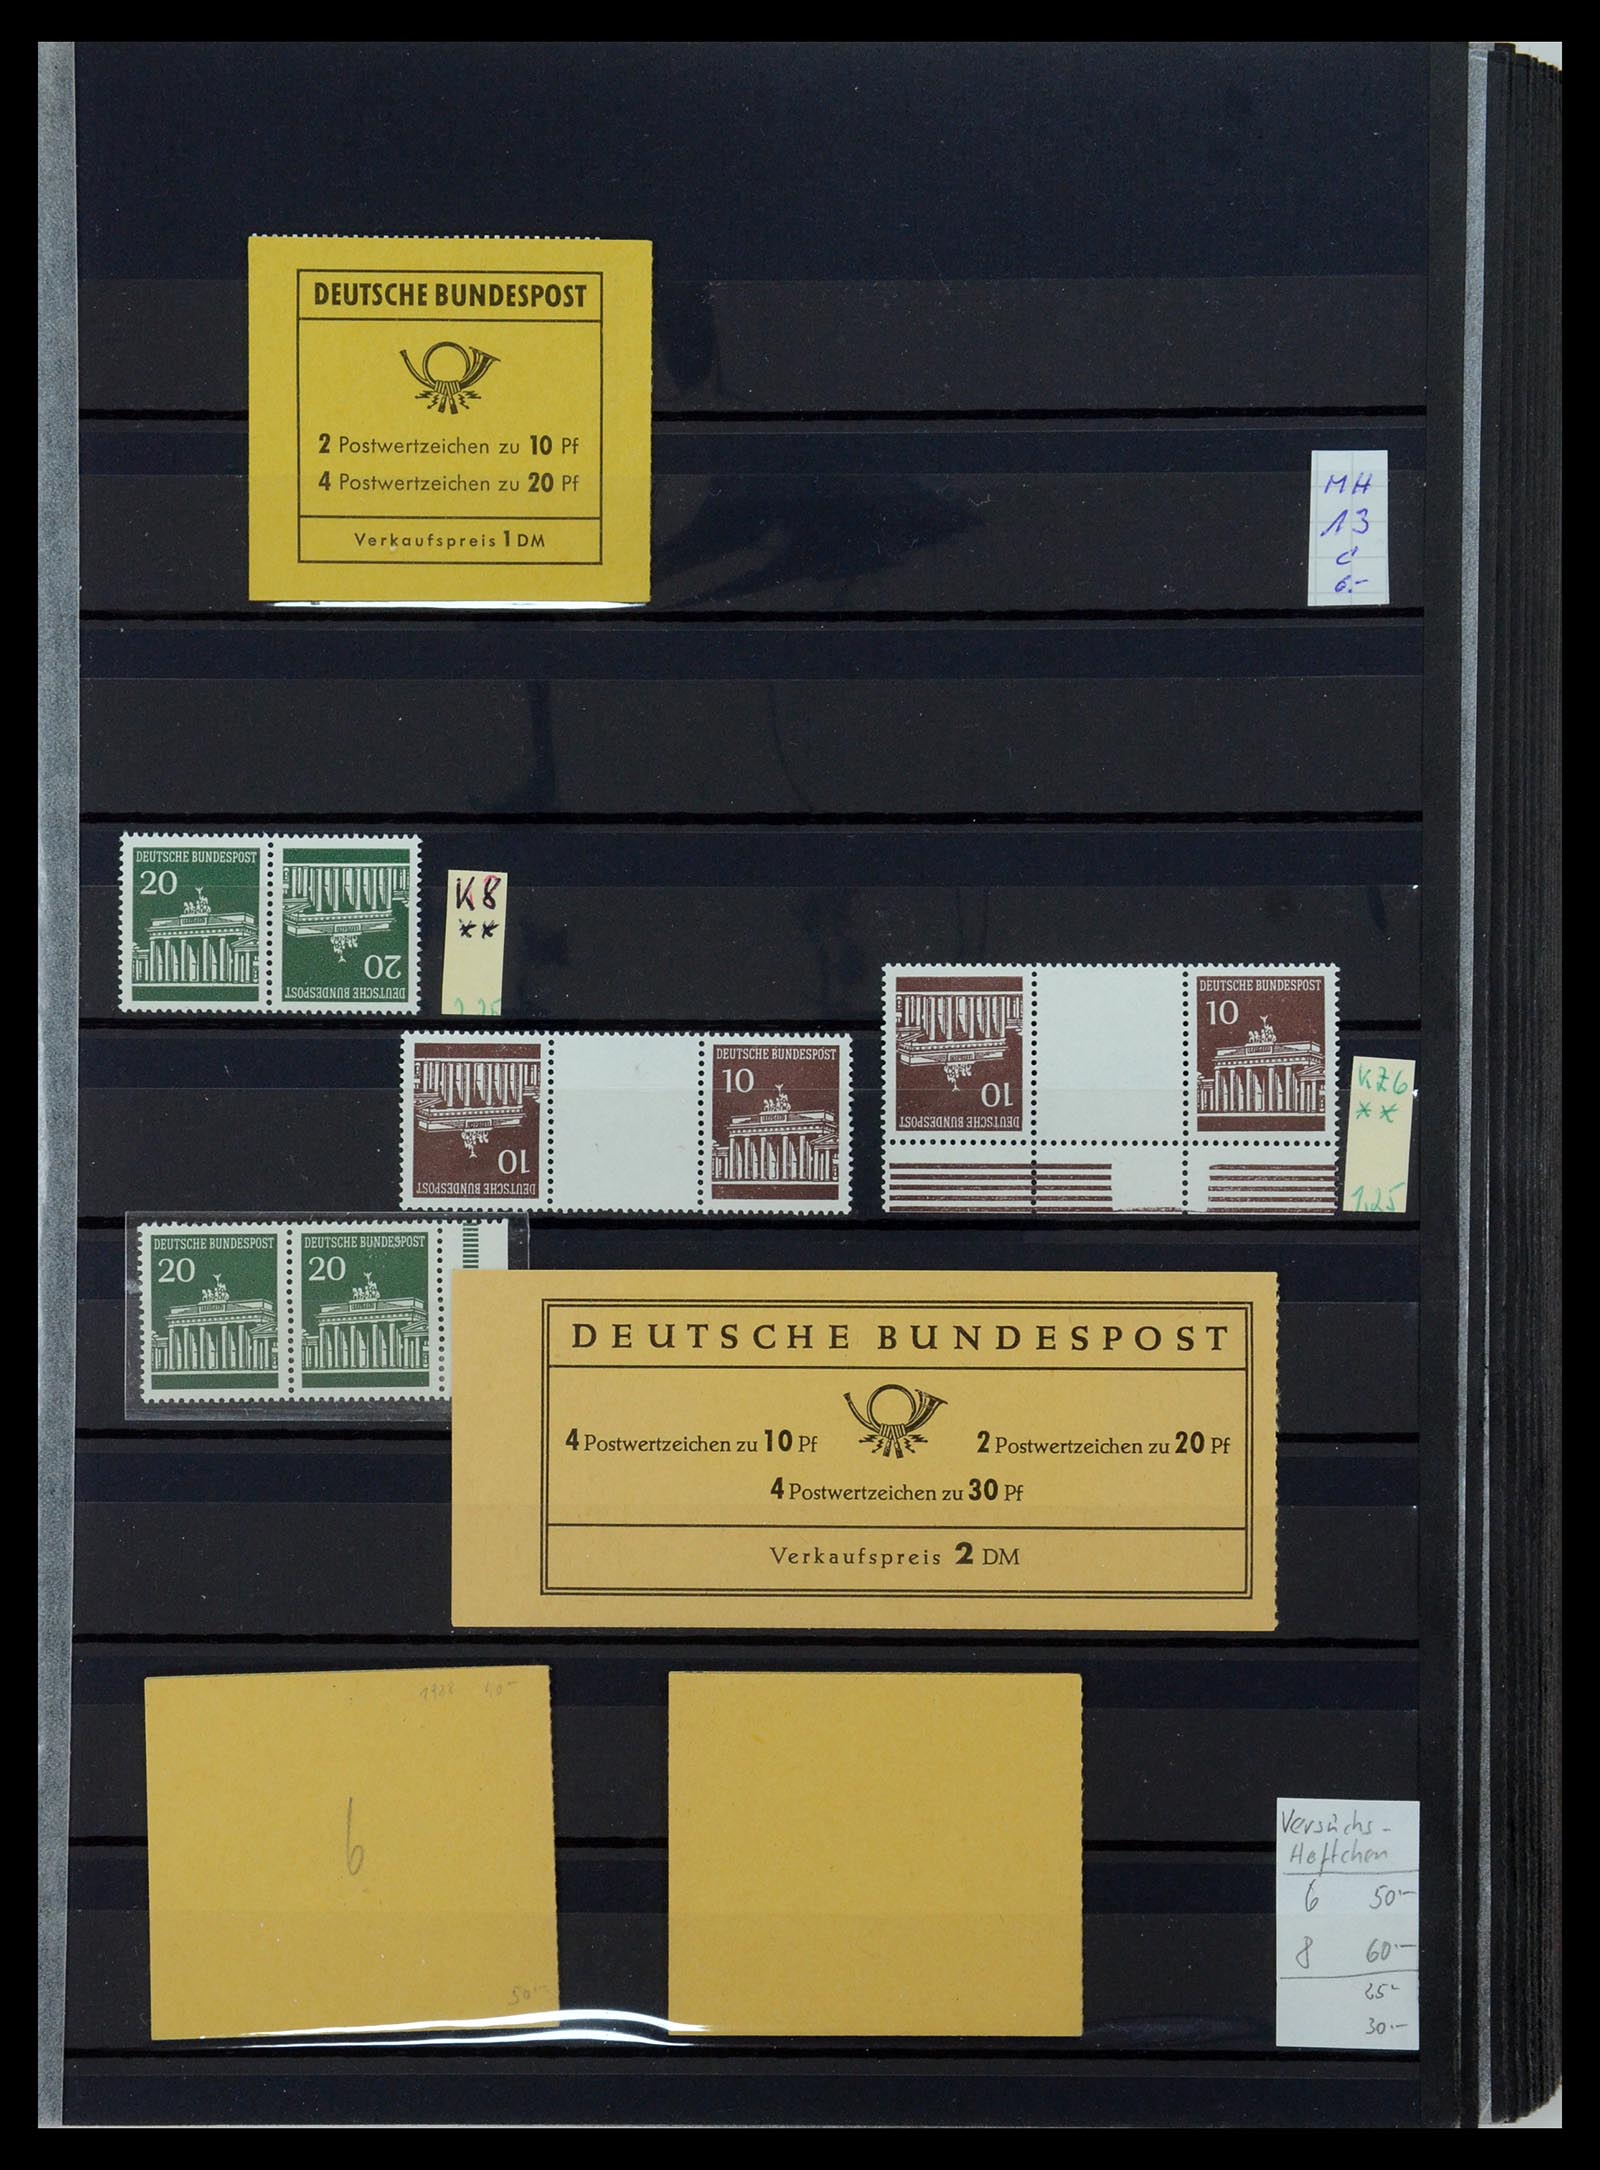 DEUTSCHE BUNDESPOST
2 Postwertzeichen zu 10 Pf
4 Postwertzeichen zu 20 Pf
Verkaufspreis 1 DM
MH
13
c
6.-
DEUTSCHE BUNDESPOST
20
DEUTSCHE BUNDESPOST
20
K8
**
DEUTSCHE BUNDESPOST
10
DEUTSCHE BUNDESPOST
10
DEUTSCHE BUNDESPOST
10
DEUTSCHE BUNDESPOST
10
KZ6
**
1,25
DEUTSCHE BUNDESPOST
20
DEUTSCHE BUNDESPOST
20
DEUTSCHE BUNDESPOST
4 Postwertzeichen zu 10 Pf
2 Postwertzeichen zu 20 Pf
4 Postwertzeichen zu 30 Pf
Verkaufspreis 2 DM
6
50.-
Versuchs-
Heftchen
6 50.-
8 60.-
25-
30.-